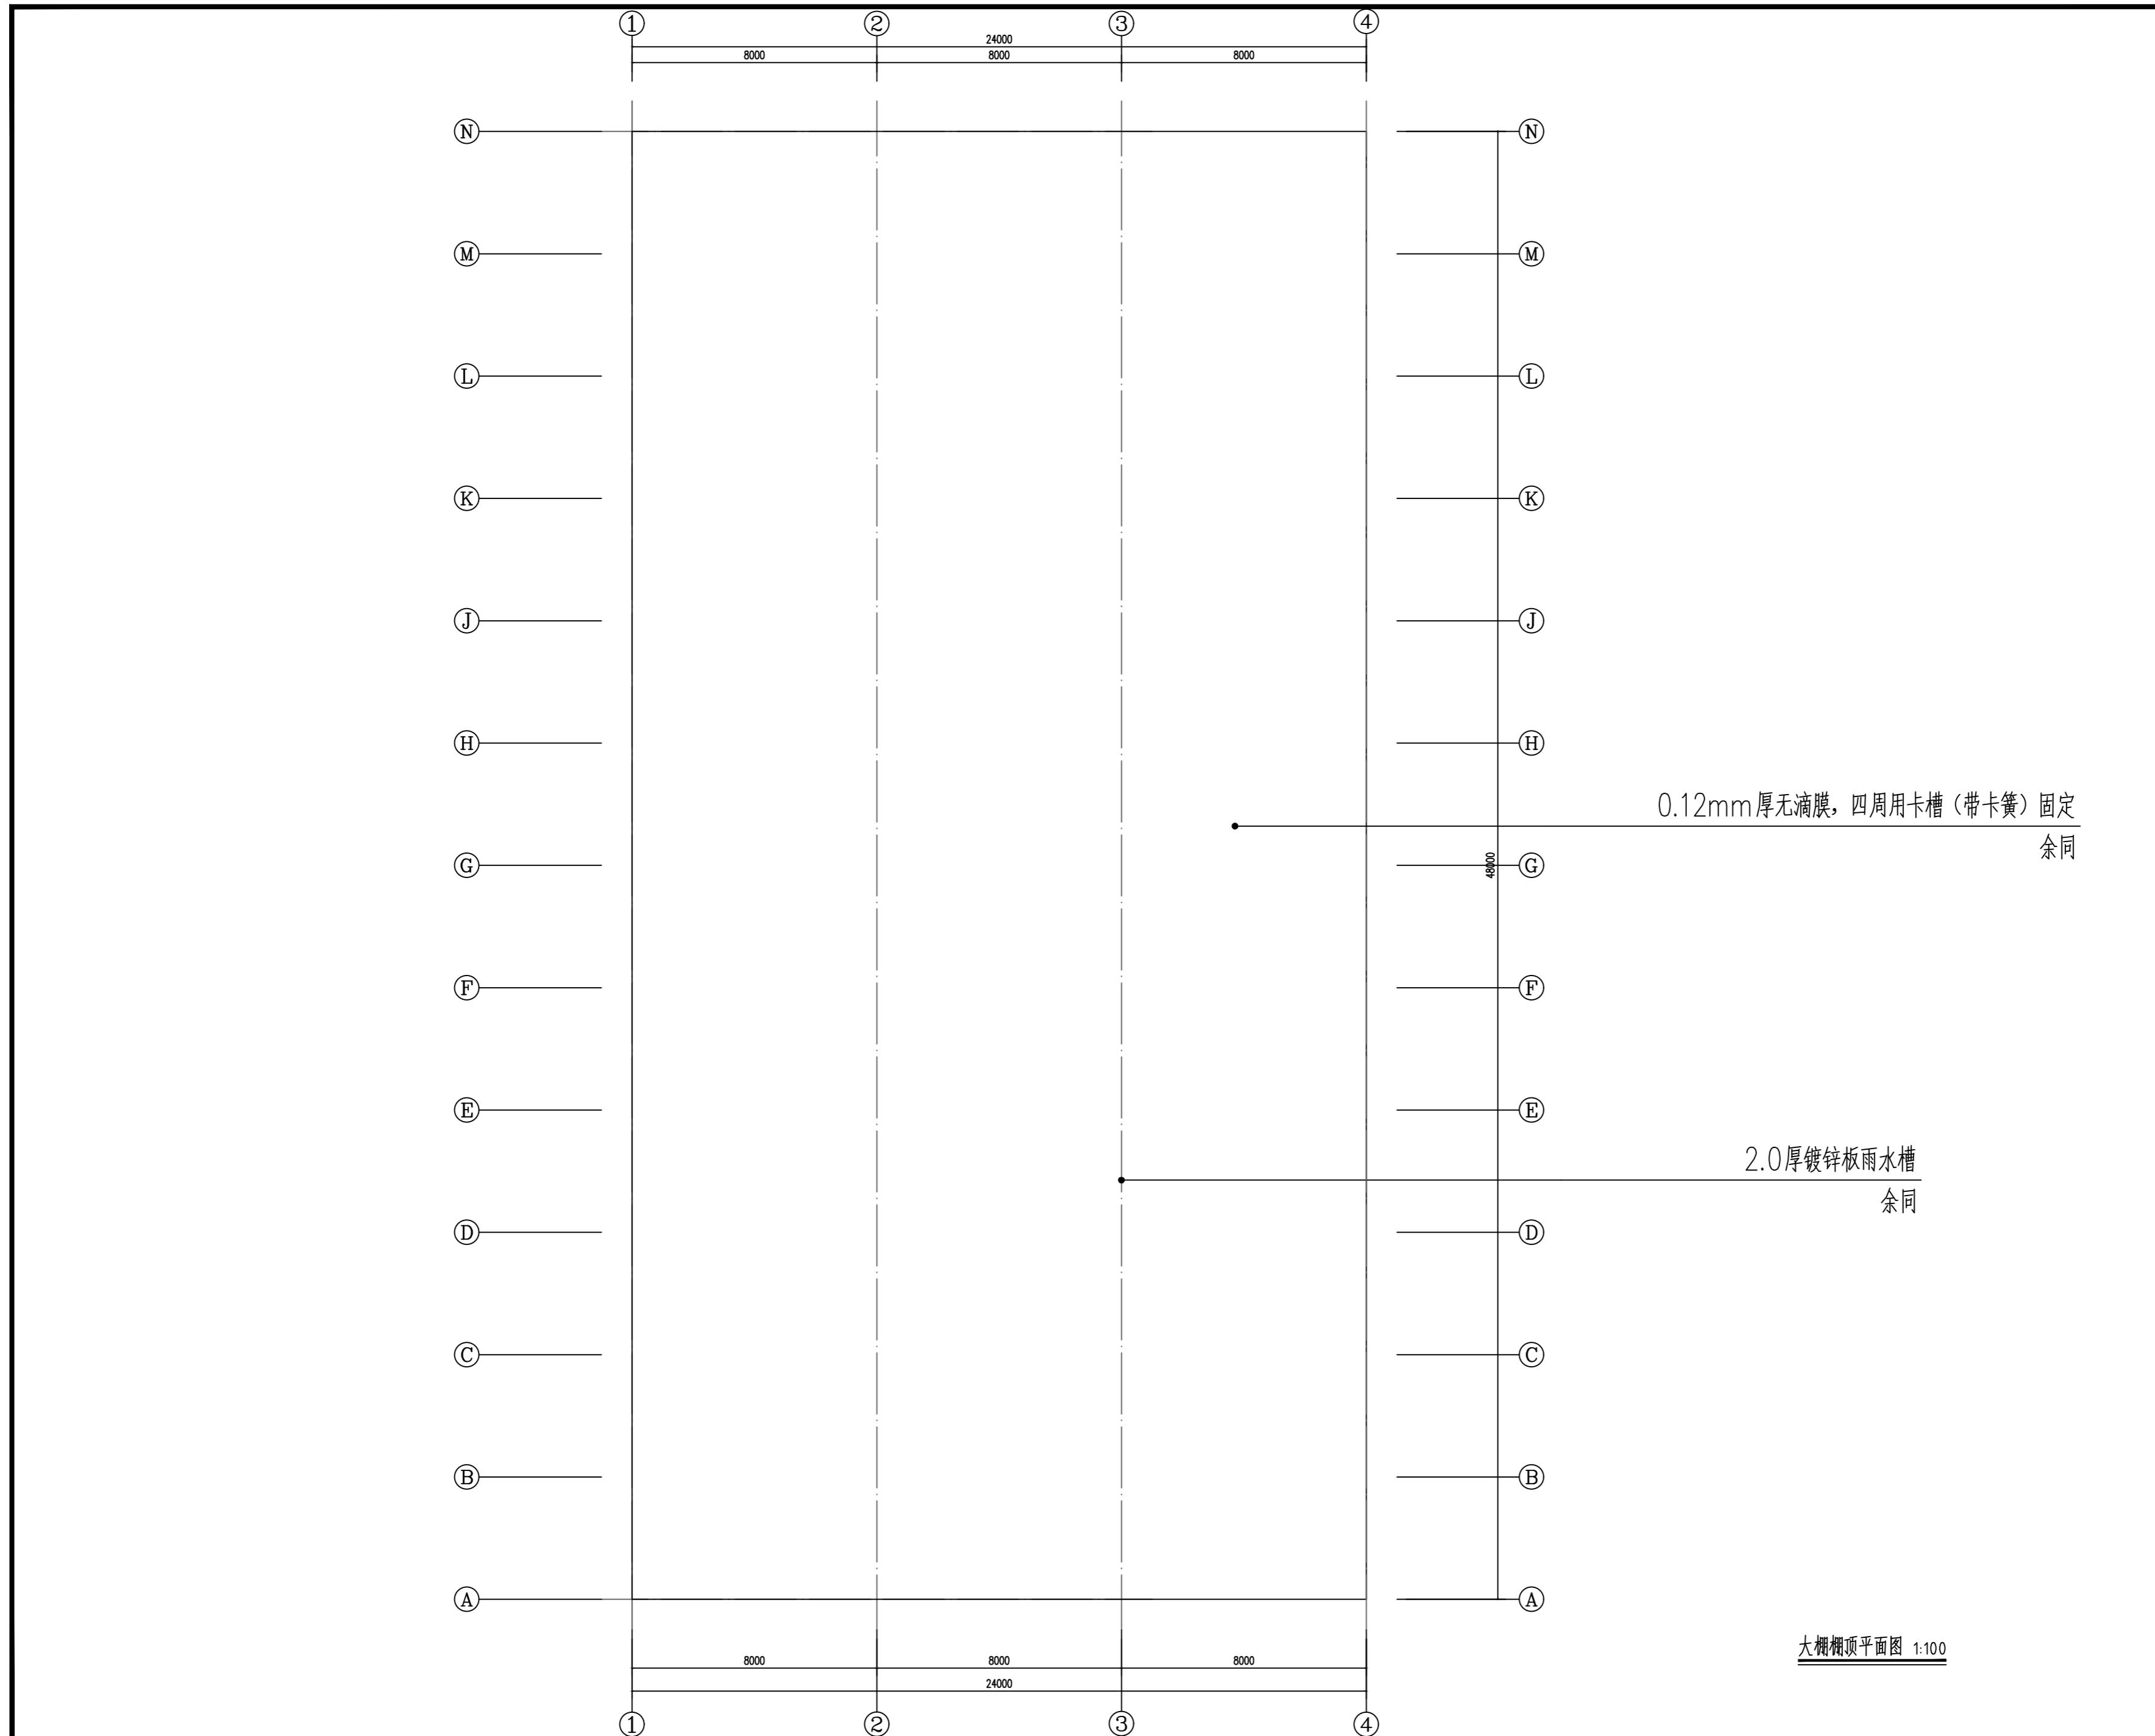 1 2 3 4
24000
8000 8000 8000
N N
M M
L L
K K
J J
H H
0.12mm厚无滴膜，四周用卡槽（带卡簧）固定
余同
G 48000 G
F F
E E
2.0厚镀锌板雨水槽
余同
D D
C C
B B
A A
大棚棚顶平面图 1:100
8000 8000 8000
24000
1 2 3 4